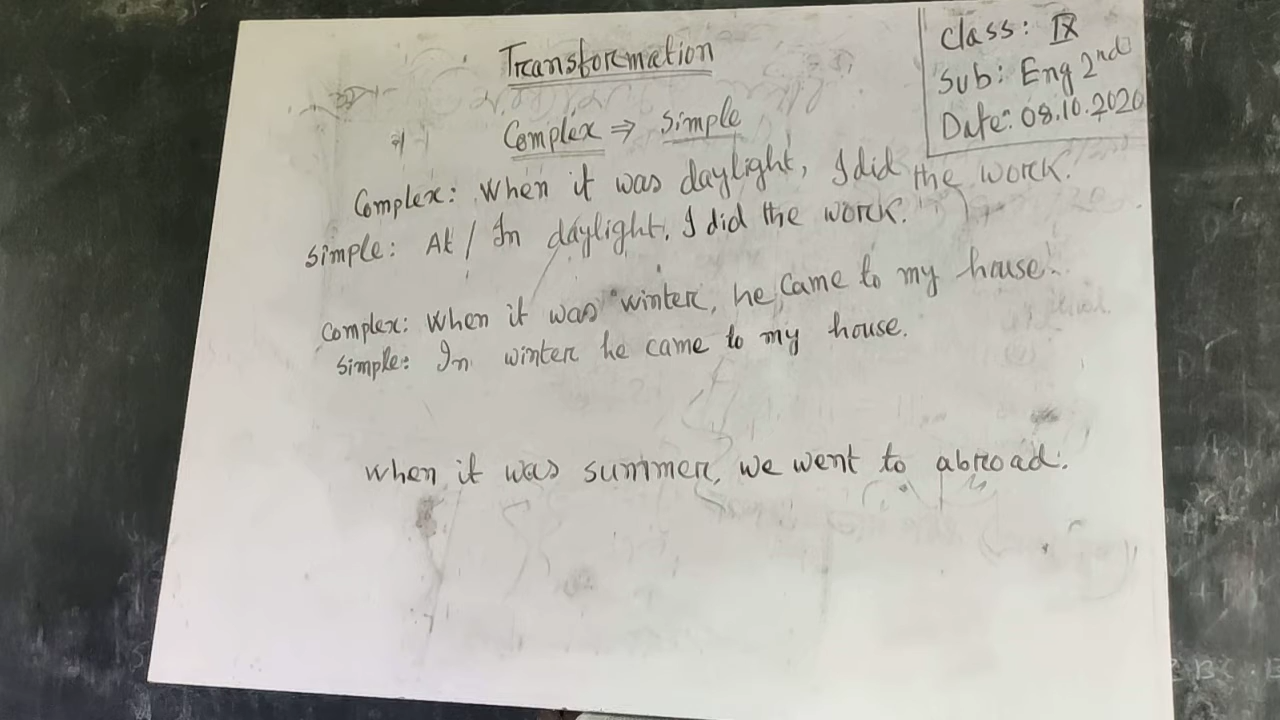 Transformation
Class: IX
Sub: Eng 2nd
Date: 08.10.2020
Complex ⇒ Simple
Complex: When it was daylight, I did the work.
Simple: At / In daylight, I did the work.
Complex: When it was winter, he came to my house.
Simple: In winter he came to my house.
When it was summer, we went to abroad.